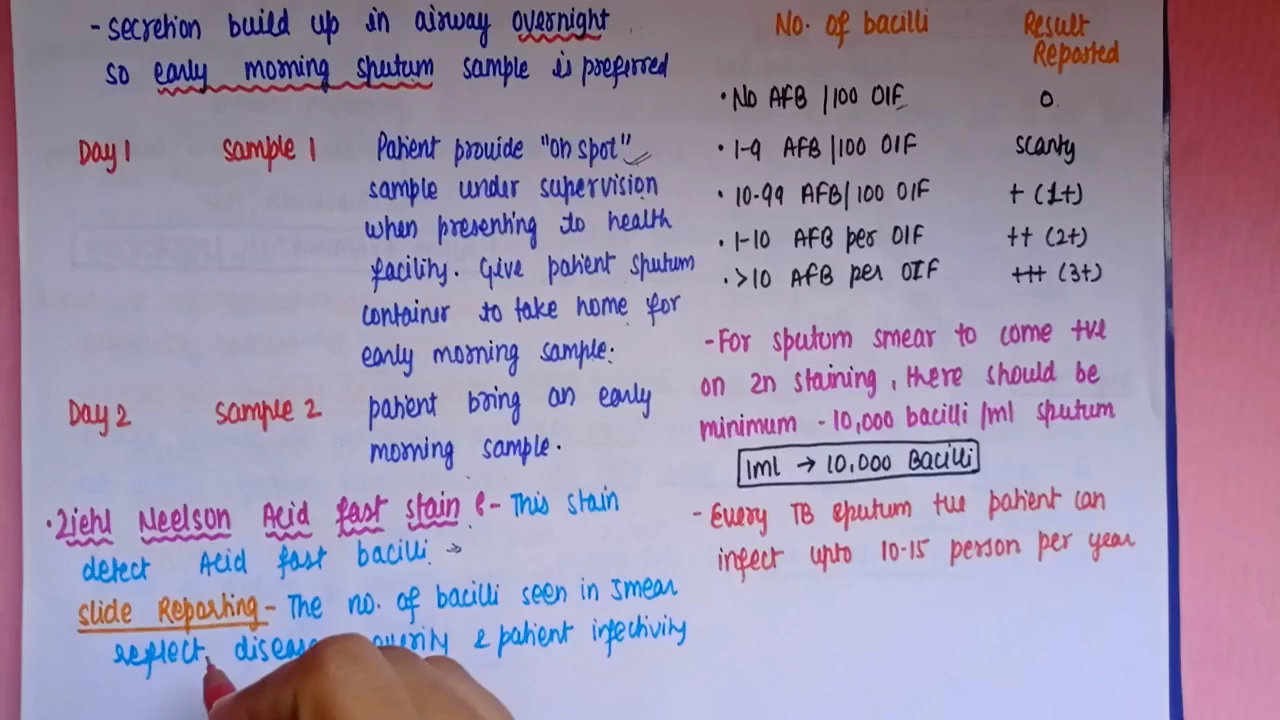 - secretion build up in airway overnight
so early morning sputum sample is preferred
Day 1 sample 1 Patient provide "on spot"
sample under supervision
when presenting to health
facility. Give patient sputum
container to take home for
early morning sample.
Day 2 sample 2 patient bring an early
morning sample.
• Ziehl Neelson Acid fast stain :- This stain
detect Acid fast bacilli.
slide Reporting - The no. of bacilli seen in smear
reflect & patient infectivity
No. of bacilli Result
Reported
• No AFB / 100 OIF 0
• 1-9 AFB / 100 OIF scanty
• 10-99 AFB / 100 OIF + (1+)
• 1-10 AFB per OIF ++ (2+)
• >10 AFB per OIF +++ (3+)
- For sputum smear to come +ve
on Zn staining, there should be
minimum - 10,000 bacilli /ml sputum
1ml → 10,000 Bacilli
- Every TB sputum +ve patient can
infect upto 10-15 person per year